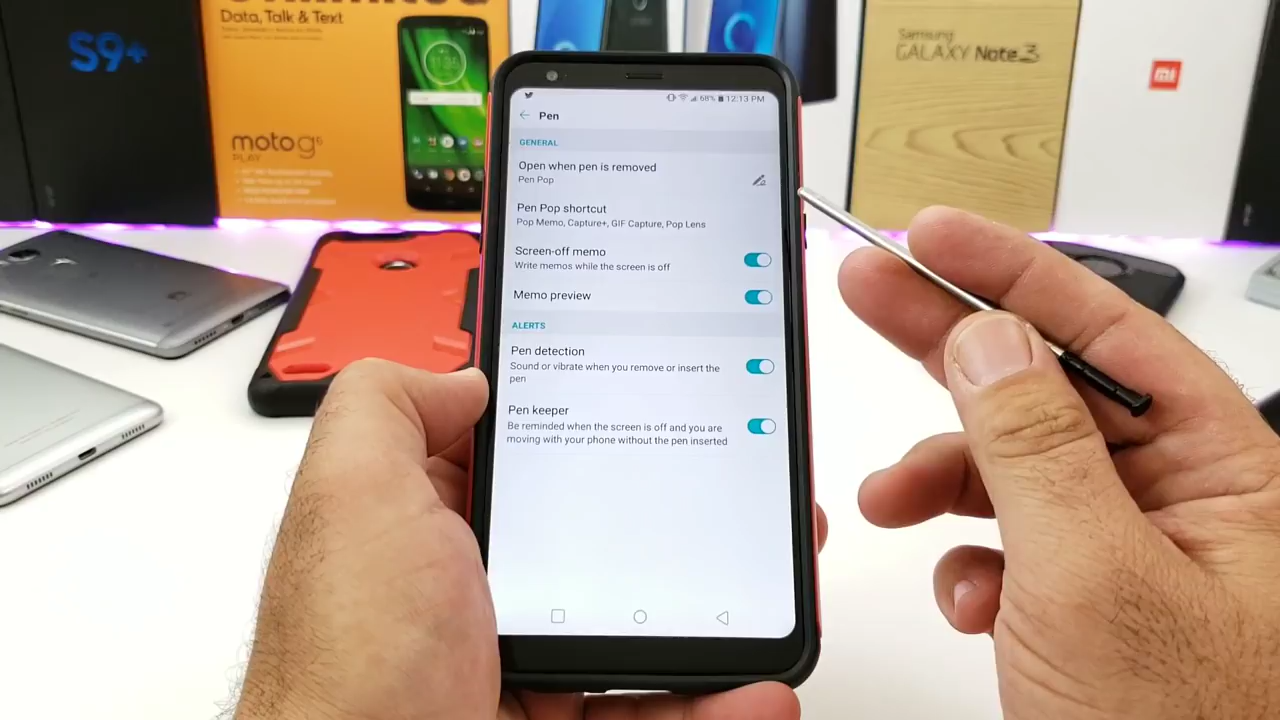 S9+
Data, Talk & Text
moto g6
PLAY
11:35
Samsung
GALAXY Note 3
mi
68% 12:13 PM
Pen
GENERAL
Open when pen is removed
Pen Pop
Pen Pop shortcut
Pop Memo, Capture+, GIF Capture, Pop Lens
Screen-off memo
Write memos while the screen is off
Memo preview
ALERTS
Pen detection
Sound or vibrate when you remove or insert the
pen
Pen keeper
Be reminded when the screen is off and you are
moving with your phone without the pen inserted